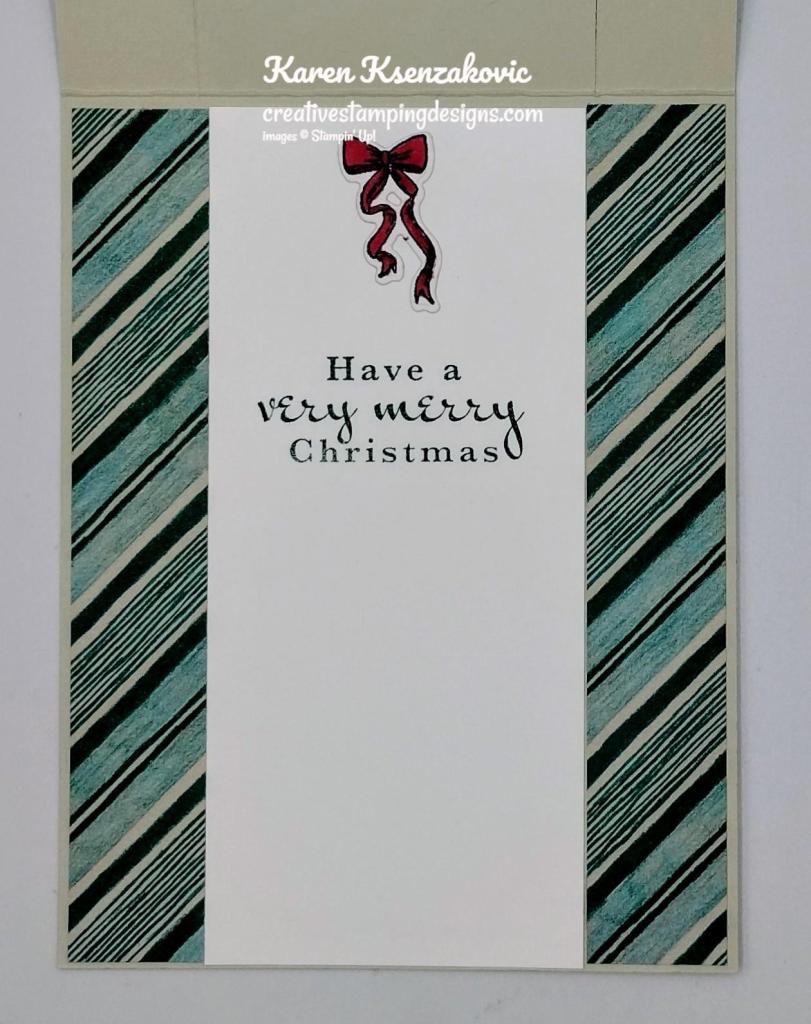 Karen Ksenzakovic
creativestampingdesigns.com
Images © Stampin' Up!
Have a
very merry
Christmas